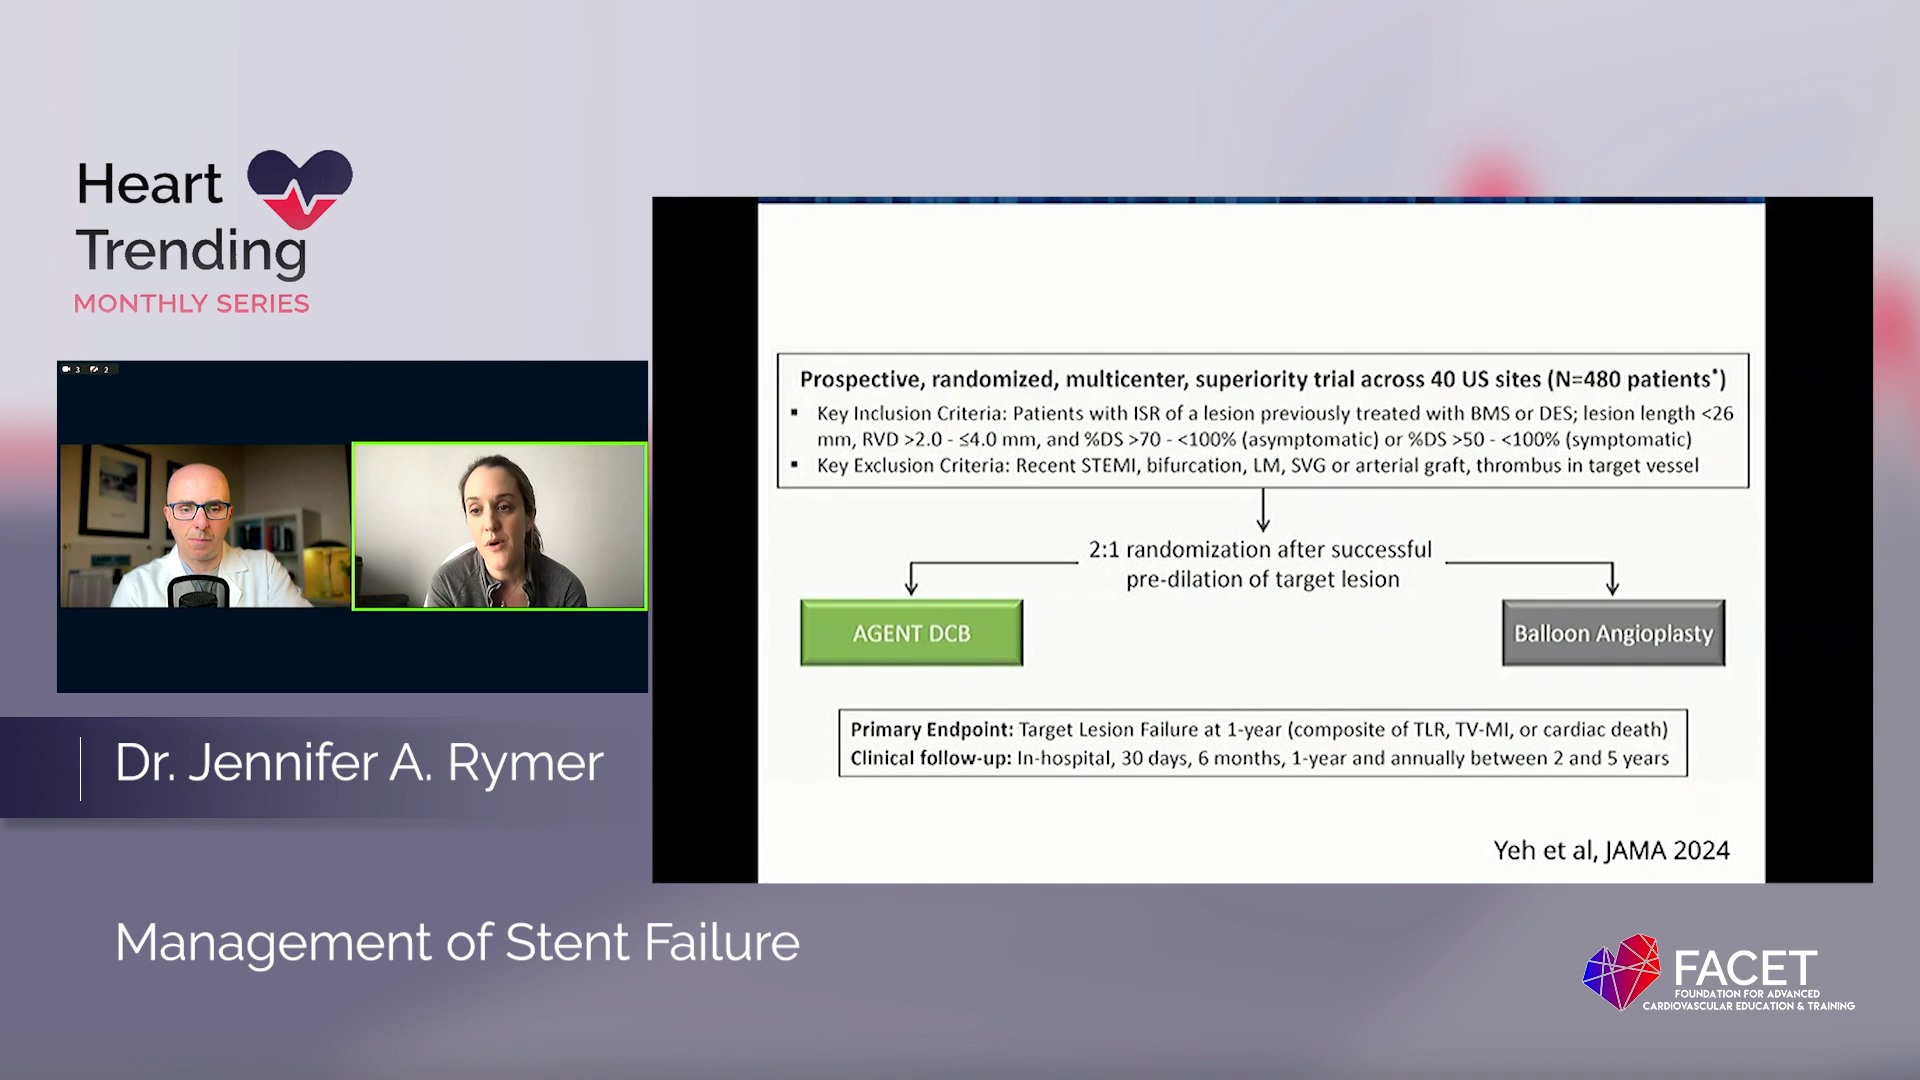 Heart
Trending
MONTHLY SERIES
3 2
Dr. Jennifer A. Rymer
Management of Stent Failure
Prospective, randomized, multicenter, superiority trial across 40 US sites (N=480 patients*)
▪ Key Inclusion Criteria: Patients with ISR of a lesion previously treated with BMS or DES; lesion length <26
mm, RVD >2.0 - ≤4.0 mm, and %DS >70 - <100% (asymptomatic) or %DS >50 - <100% (symptomatic)
▪ Key Exclusion Criteria: Recent STEMI, bifurcation, LM, SVG or arterial graft, thrombus in target vessel
2:1 randomization after successful
pre-dilation of target lesion
AGENT DCB
Balloon Angioplasty
Primary Endpoint: Target Lesion Failure at 1-year (composite of TLR, TV-MI, or cardiac death)
Clinical follow-up: In-hospital, 30 days, 6 months, 1-year and annually between 2 and 5 years
Yeh et al, JAMA 2024
FACET
FOUNDATION FOR ADVANCED
CARDIOVASCULAR EDUCATION & TRAINING